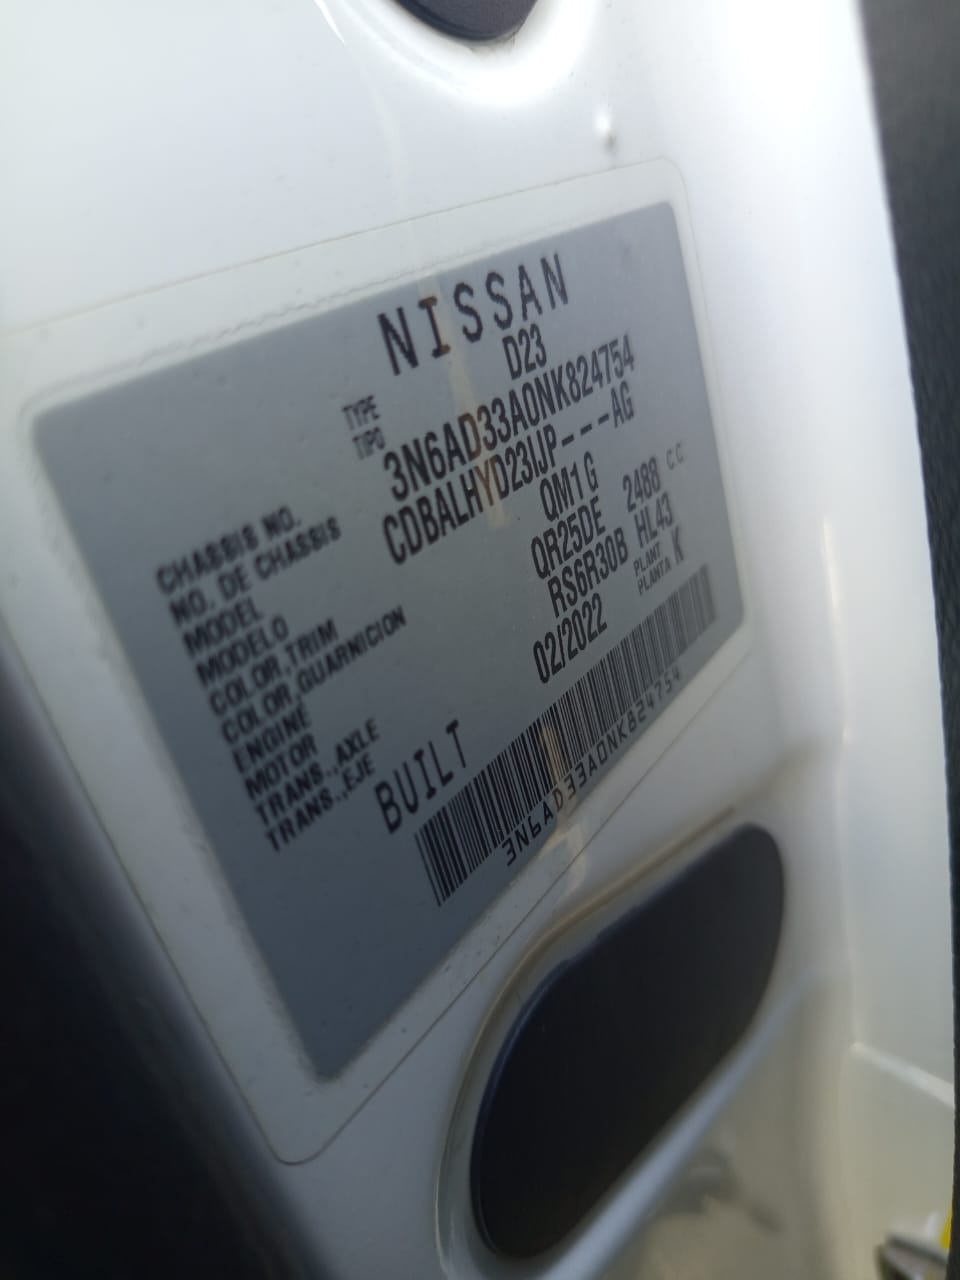 NISSAN
TYPE D23
TIPO
CHASSIS NO. 3N6AD33A0NK824754
NO. DE CHASSIS
MODEL CDBALHYD23IJP---AG
MODELO
COLOR,TRIM QM1 G
COLOR,GUARNICION
ENGINE QR25DE 2488 CC
MOTOR
TRANS.,AXLE RS6R30B HL43
TRANS.,EJE
BUILT 02/2022 PLANT K
PLANTA
3N6AD33A0NK824754